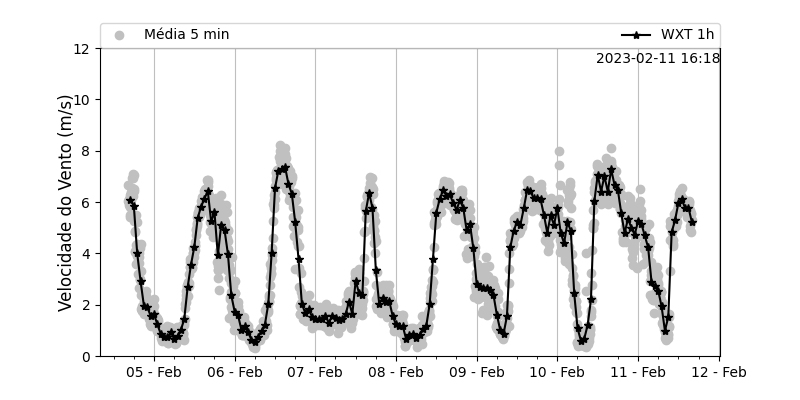 Média 5 min
WXT 1h
2023-02-11 16:18
Velocidade do Vento (m/s)
12
10
8
6
4
2
0
05 - Feb
06 - Feb
07 - Feb
08 - Feb
09 - Feb
10 - Feb
11 - Feb
12 - Feb